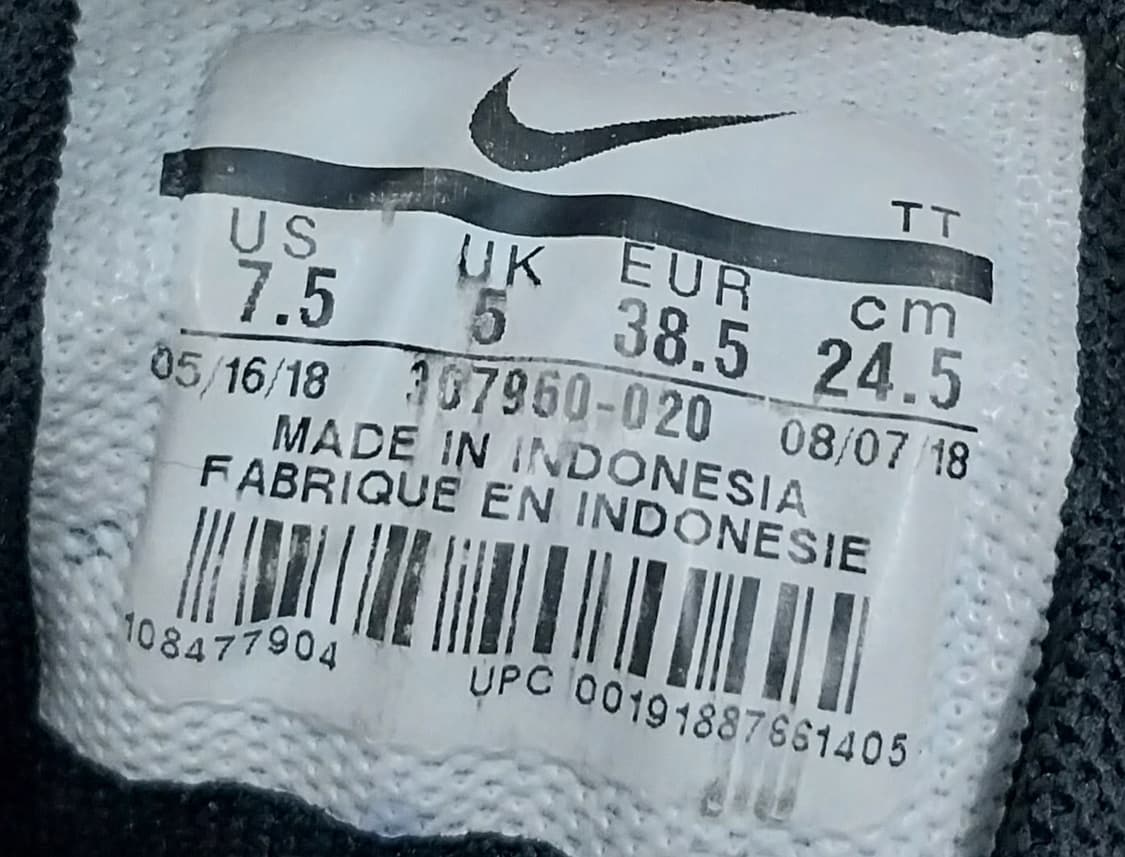 TT
US UK EUR cm
7.5 5 38.5 24.5
05/16/18 307960-020 08/07/18
MADE IN INDONESIA
FABRIQUE EN INDONESIE
108477904
UPC 00191887661405